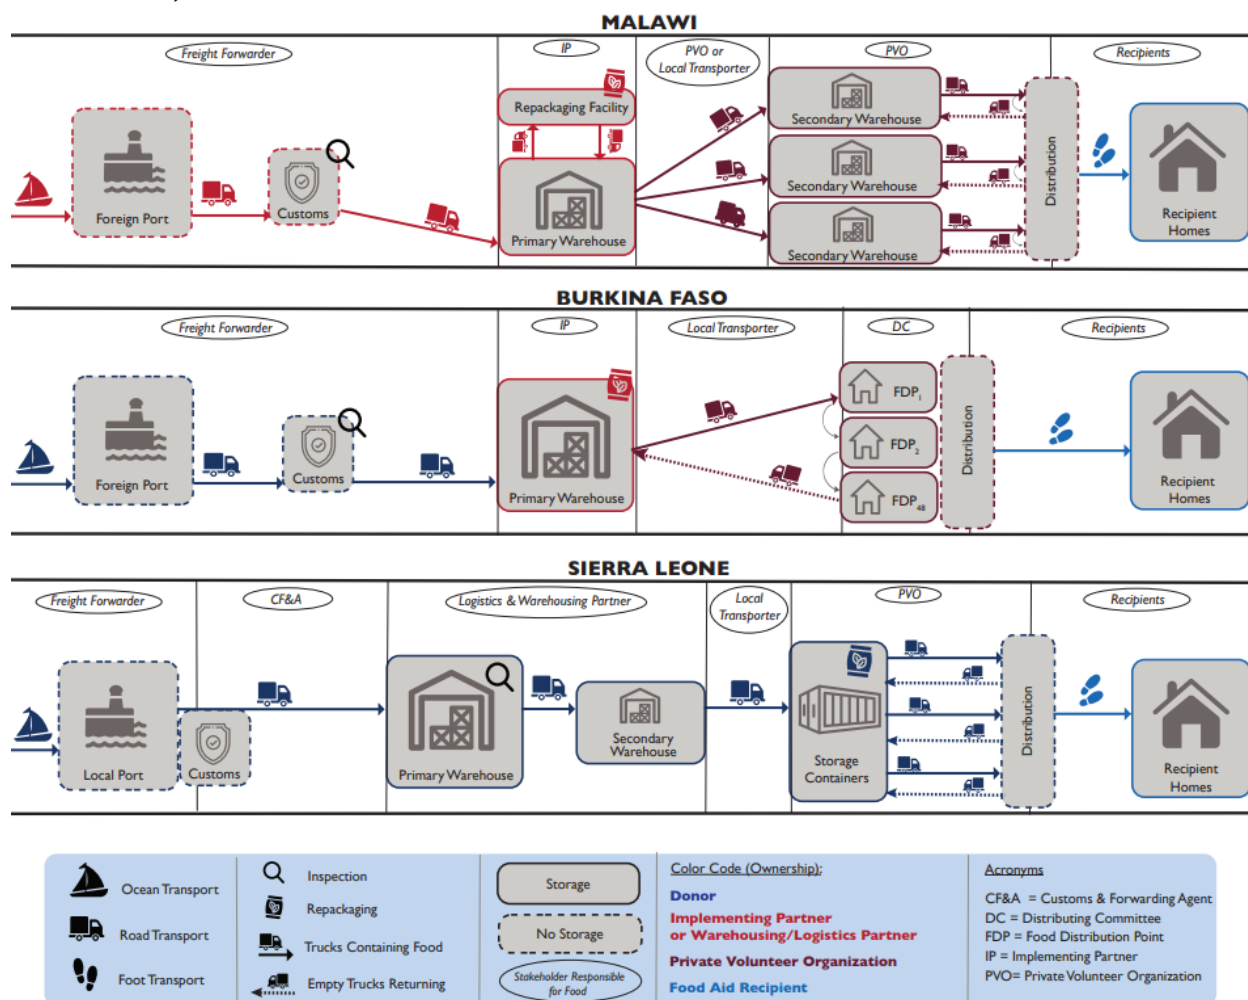 MALAWI
Freight Forwarder
IP
PVO or
Local Transporter
PVO
Recipients
Repackaging Facility
Secondary Warehouse
Secondary Warehouse
Secondary Warehouse
Foreign Port
Customs
Primary Warehouse
Distribution
Recipient
Homes
BURKINA FASO
Freight Forwarder
IP
Local Transporter
DC
Recipients
Foreign Port
Customs
Primary Warehouse
FDP1
FDP2
FDP48
Distribution
Recipient
Homes
SIERRA LEONE
Freight Forwarder
CF&A
Logistics & Warehousing Partner
Local
Transporter
PVO
Recipients
Local Port
Customs
Primary Warehouse
Secondary
Warehouse
Storage
Containers
Distribution
Recipient
Homes
Ocean Transport
Road Transport
Foot Transport
Inspection
Repackaging
Trucks Containing Food
Empty Trucks Returning
Storage
No Storage
Stakeholder Responsible
for Food
Color Code (Ownership):
Donor
Implementing Partner
or Warehousing/Logistics Partner
Private Volunteer Organization
Food Aid Recipient
Acronyms
CF&A = Customs & Forwarding Agent
DC = Distributing Committee
FDP = Food Distribution Point
IP = Implementing Partner
PVO= Private Volunteer Organization